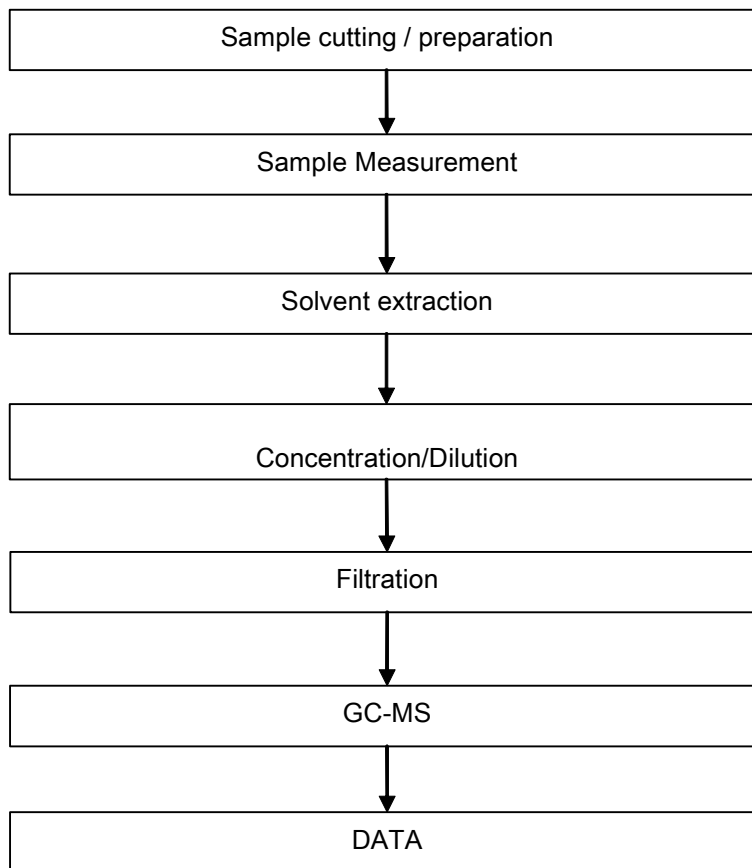 Sample cutting / preparation
Sample Measurement
Solvent extraction
Concentration/Dilution
Filtration
GC-MS
DATA